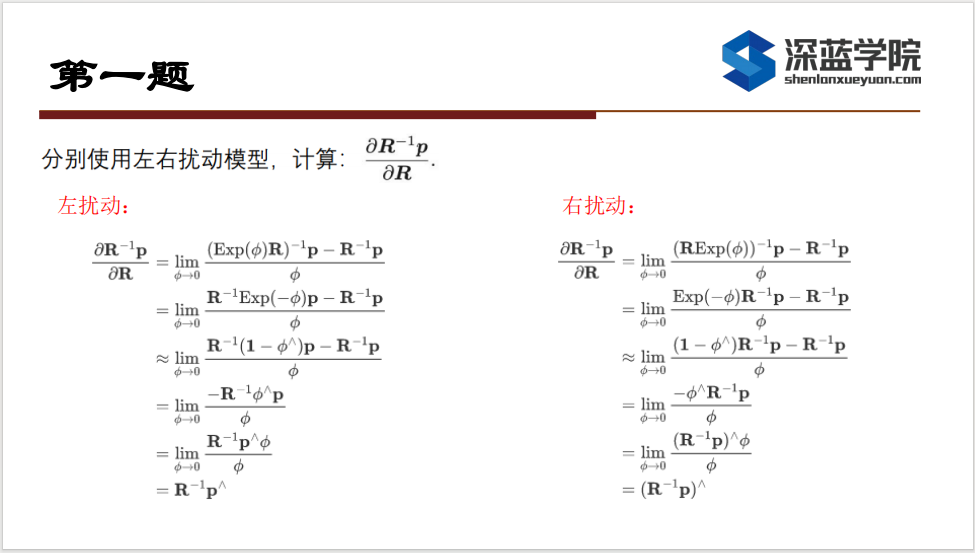 第一题
深蓝学院
shenlanxueyuan.com
分别使用左右扰动模型，计算： $\frac{\partial \boldsymbol{R}^{-1}\boldsymbol{p}}{\partial \boldsymbol{R}}$.
左扰动：
$\frac{\partial \mathbf{R}^{-1}\mathbf{p}}{\partial \mathbf{R}} = \lim_{\phi \to 0} \frac{(\mathrm{Exp}(\phi)\mathbf{R})^{-1}\mathbf{p} - \mathbf{R}^{-1}\mathbf{p}}{\phi}$
$= \lim_{\phi \to 0} \frac{\mathbf{R}^{-1}\mathrm{Exp}(-\phi)\mathbf{p} - \mathbf{R}^{-1}\mathbf{p}}{\phi}$
$\approx \lim_{\phi \to 0} \frac{\mathbf{R}^{-1}(\mathbf{1} - \phi^{\wedge})\mathbf{p} - \mathbf{R}^{-1}\mathbf{p}}{\phi}$
$= \lim_{\phi \to 0} \frac{-\mathbf{R}^{-1}\phi^{\wedge}\mathbf{p}}{\phi}$
$= \lim_{\phi \to 0} \frac{\mathbf{R}^{-1}\mathbf{p}^{\wedge}\phi}{\phi}$
$= \mathbf{R}^{-1}\mathbf{p}^{\wedge}$
右扰动：
$\frac{\partial \mathbf{R}^{-1}\mathbf{p}}{\partial \mathbf{R}} = \lim_{\phi \to 0} \frac{(\mathbf{R}\mathrm{Exp}(\phi))^{-1}\mathbf{p} - \mathbf{R}^{-1}\mathbf{p}}{\phi}$
$= \lim_{\phi \to 0} \frac{\mathrm{Exp}(-\phi)\mathbf{R}^{-1}\mathbf{p} - \mathbf{R}^{-1}\mathbf{p}}{\phi}$
$\approx \lim_{\phi \to 0} \frac{(\mathbf{1} - \phi^{\wedge})\mathbf{R}^{-1}\mathbf{p} - \mathbf{R}^{-1}\mathbf{p}}{\phi}$
$= \lim_{\phi \to 0} \frac{-\phi^{\wedge}\mathbf{R}^{-1}\mathbf{p}}{\phi}$
$= \lim_{\phi \to 0} \frac{(\mathbf{R}^{-1}\mathbf{p})^{\wedge}\phi}{\phi}$
$= (\mathbf{R}^{-1}\mathbf{p})^{\wedge}$